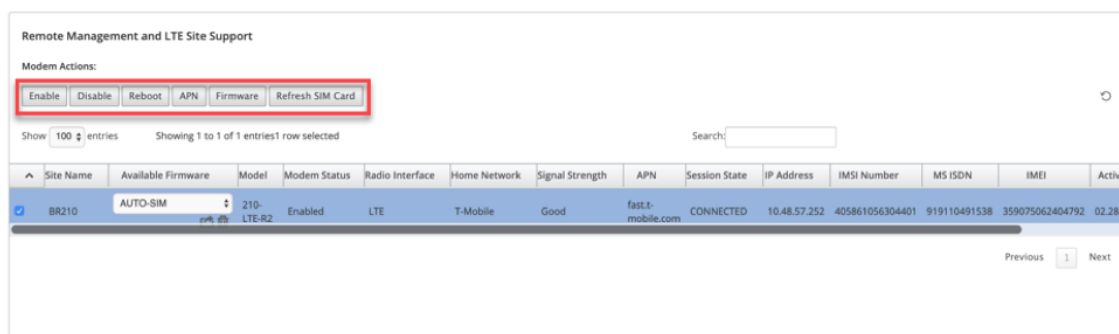 Remote Management and LTE Site Support
Modem Actions:
Enable Disable Reboot APN Firmware Refresh SIM Card
Show 100 entries Showing 1 to 1 of 1 entries1 row selected Search:
Site Name Available Firmware Model Modem Status Radio Interface Home Network Signal Strength APN Session State IP Address IMSI Number MS ISDN IMEI Activ
BR210 AUTO-SIM 210-LTE-R2 Enabled LTE T-Mobile Good fast.t-mobile.com CONNECTED 10.48.57.252 405861056304401 919110491538 359075062404792 02.28
Previous 1 Next